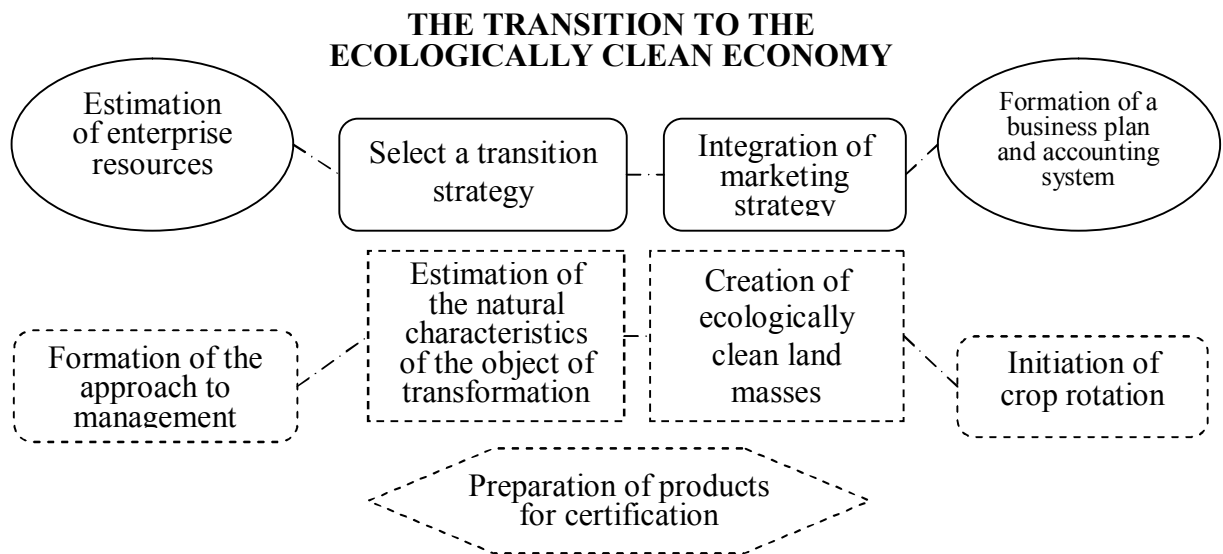 THE TRANSITION TO THE
ECOLOGICALLY CLEAN ECONOMY
Estimation
of enterprise
resources
Select a transition
strategy
Integration of
marketing
strategy
Formation of a
business plan
and accounting
system
Formation of the
approach to
management
Estimation of
the natural
characteristics
of the object of
transformation
Creation of
ecologically
clean land
masses
Initiation of
crop rotation
Preparation of products
for certification